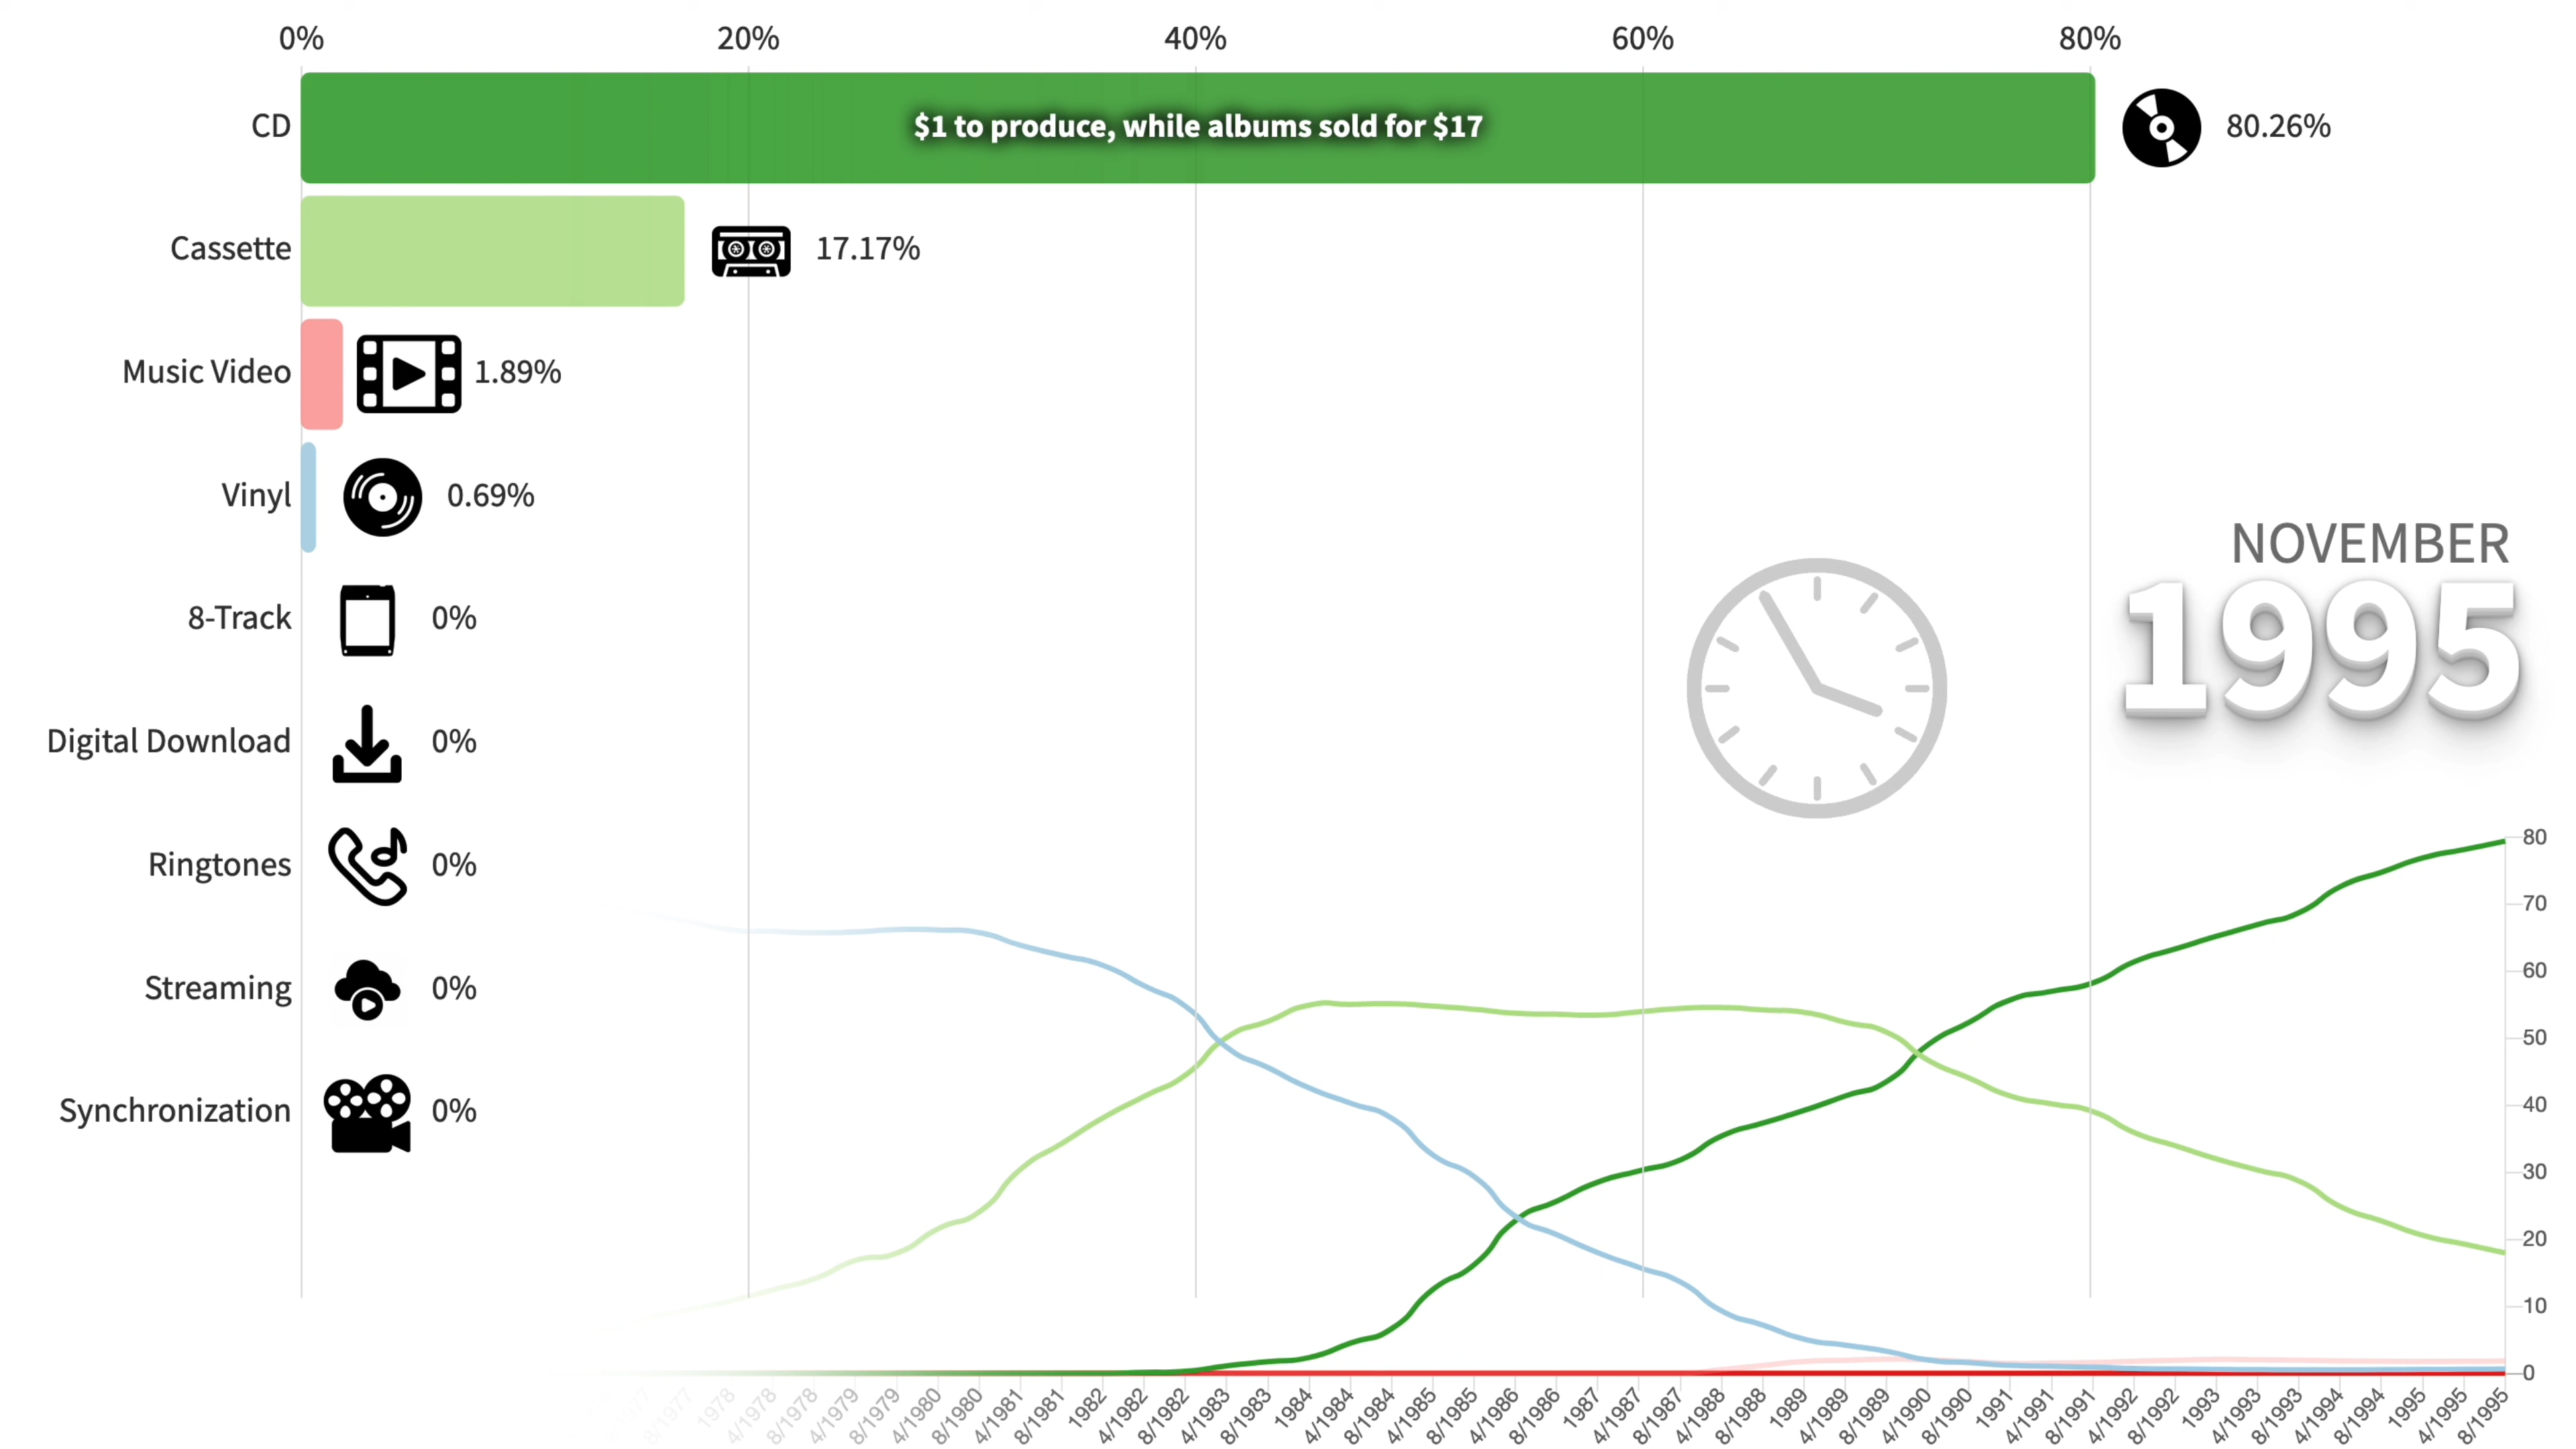 0% 20% 40% 60% 80%
CD $1 to produce, while albums sold for $17 80.26%
Cassette 17.17%
Music Video 1.89%
Vinyl 0.69%
NOVEMBER
1995
8-Track 0%
Digital Download 0%
Ringtones 0%
Streaming 0%
Synchronization 0%
80
70
60
50
40
30
20
10
0
8/1977 1978 4/1978 8/1978 4/1979 8/1979 4/1980 8/1980 4/1981 8/1981 1982 4/1982 8/1982 4/1983 8/1983 1984 4/1984 8/1984 4/1985 8/1985 4/1986 8/1986 1987 4/1987 8/1987 4/1988 8/1988 1989 4/1989 8/1989 4/1990 8/1990 1991 4/1991 8/1991 4/1992 8/1992 1993 4/1993 8/1993 4/1994 8/1994 1995 4/1995 8/1995